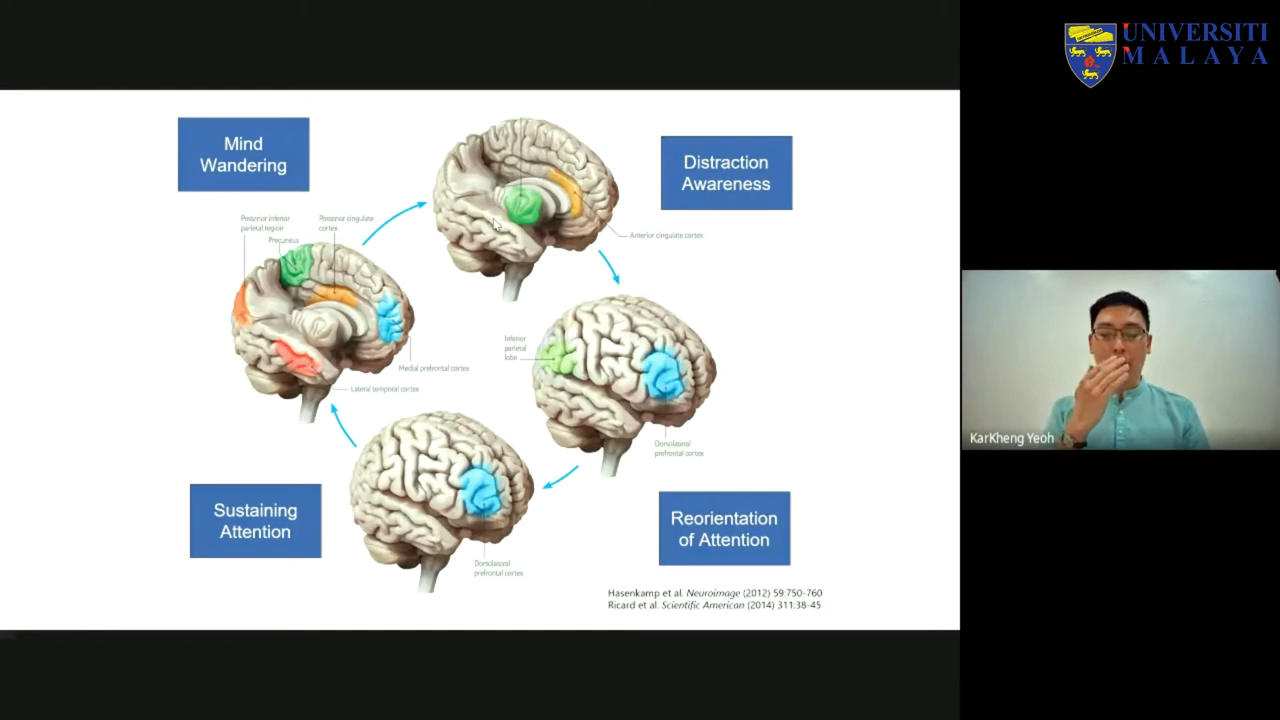 UNIVERSITI
MALAYA
Mind
Wandering
Distraction
Awareness
Posterior inferior
parietal region
Posterior cingulate
cortex
Precuneus
Anterior cingulate cortex
Inferior
parietal
lobe
Medial prefrontal cortex
Lateral temporal cortex
Dorsolateral
prefrontal cortex
KarKheng Yeoh
Sustaining
Attention
Reorientation
of Attention
Dorsolateral
prefrontal cortex
Hasenkamp et al. Neuroimage (2012) 59:750-760
Ricard et al. Scientific American (2014) 311:38-45